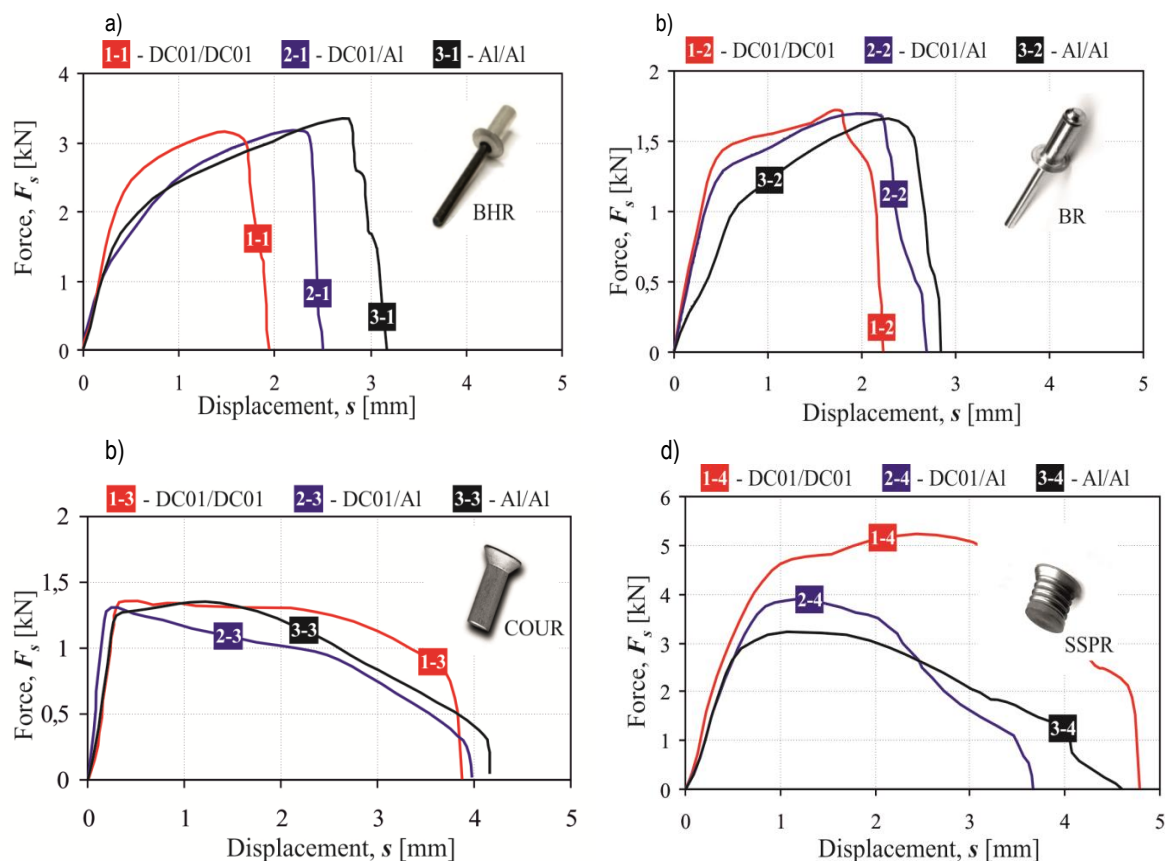 a)
1-1 - DC01/DC01 2-1 - DC01/Al 3-1 - Al/Al
4
3
2
1
0
Force, Fs [kN]
BHR
1-1
2-1
3-1
0 1 2 3 4 5
Displacement, s [mm]
b)
1-2 - DC01/DC01 2-2 - DC01/Al 3-2 - Al/Al
2
1.5
1
0,5
0
Force, Fs [kN]
3-2
2-2
BR
1-2
0 1 2 3 4 5
Displacement, s [mm]
b)
1-3 - DC01/DC01 2-3 - DC01/Al 3-3 - Al/Al
2
1,5
1
0,5
0
Force, Fs [kN]
COUR
2-3
3-3
1-3
0 1 2 3 4 5
Displacement, s [mm]
d)
1-4 - DC01/DC01 2-4 - DC01/Al 3-4 - Al/Al
6
5
4
3
2
1
0
Force, Fs [kN]
1-4
2-4
SSPR
3-4
0 1 2 3 4 5
Displacement, s [mm]